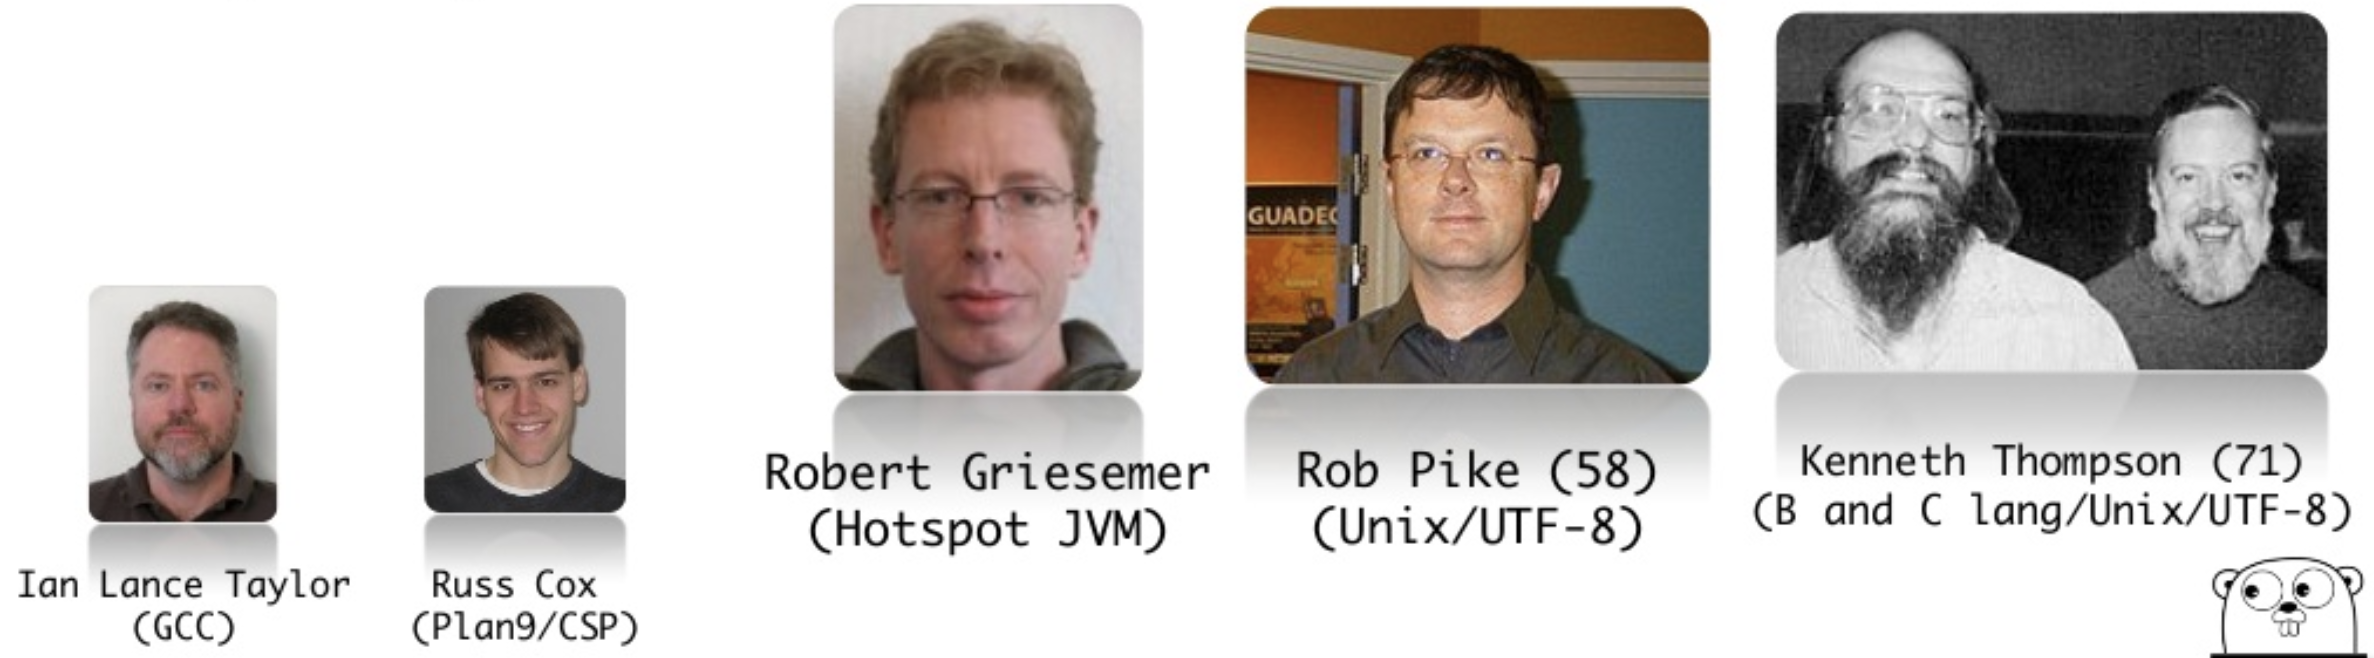 GUADEC
Ian Lance Taylor
(GCC)
Russ Cox
(Plan9/CSP)
Robert Griesemer
(Hotspot JVM)
Rob Pike (58)
(Unix/UTF-8)
Kenneth Thompson (71)
(B and C lang/Unix/UTF-8)